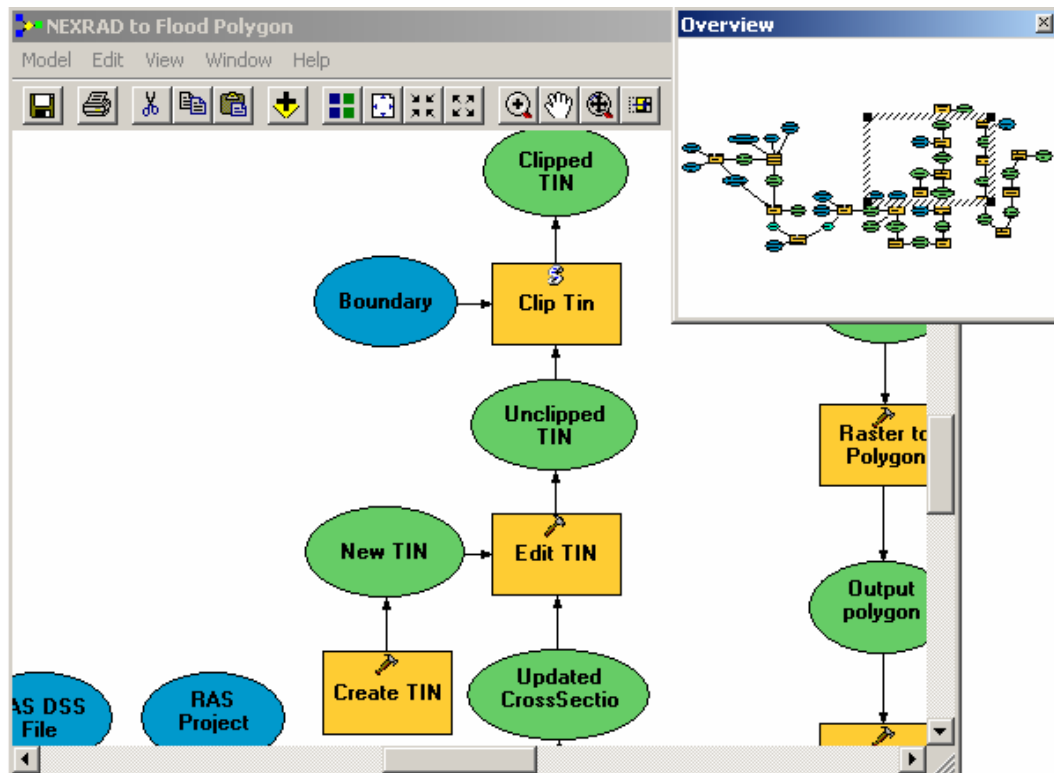 NEXRAD to Flood Polygon
Overview
Model Edit View Window Help
Clipped
TIN
Boundary
Clip Tin
Unclipped
TIN
Raster to
Polygon
New TIN
Edit TIN
Output
polygon
Create TIN
Updated
CrossSectio
AS DSS
File
RAS
Project